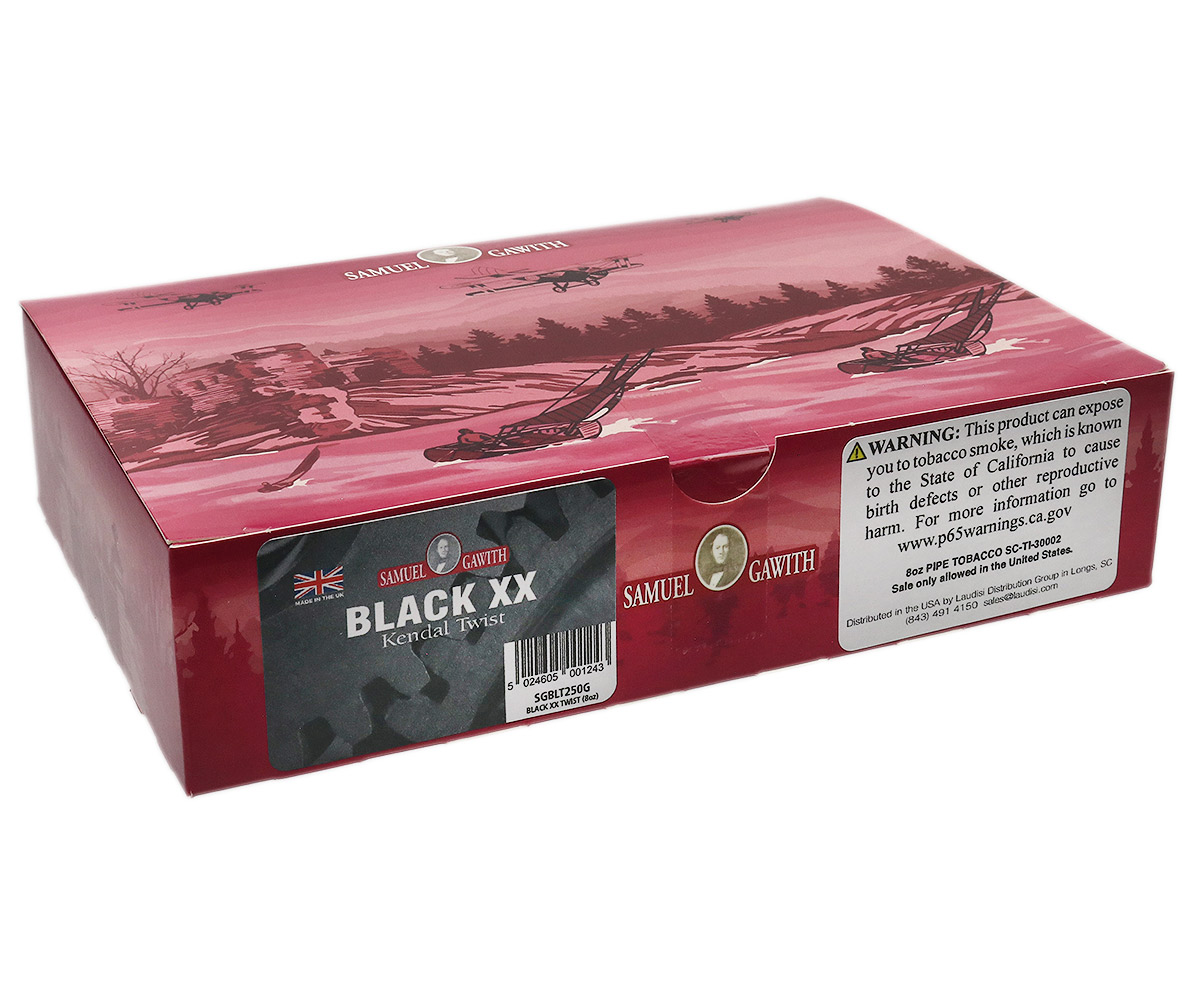 SAMUEL GAWITH
SAMUEL GAWITH
MADE IN THE UK
BLACK XX
Kendal Twist
5 024605 001243
SGBLT250G
BLACK XX TWIST (8oz)
SAMUEL GAWITH
WARNING: This product can expose
you to tobacco smoke, which is known
to the State of California to cause
birth defects or other reproductive
harm. For more information go to
www.p65warnings.ca.gov
8oz PIPE TOBACCO SC-TI-30002
Sale only allowed in the United States.
Distributed in the USA by Laudisi Distribution Group in Longs, SC
(843) 491 4150 sales@laudisi.com